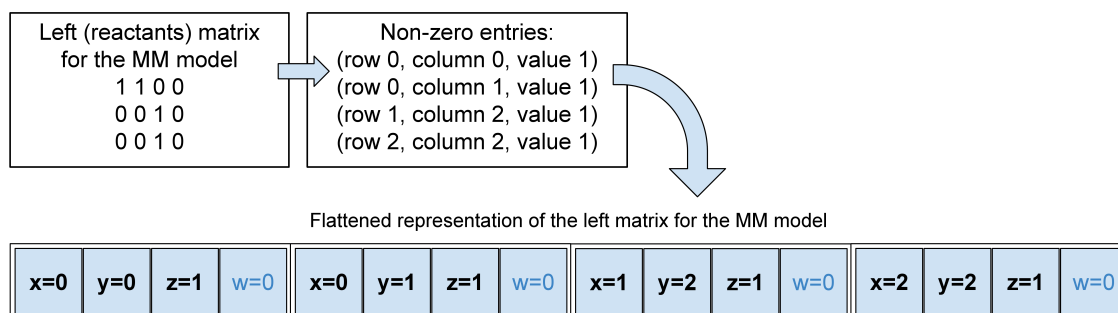 Left (reactants) matrix
for the MM model
1 1 0 0
0 0 1 0
0 0 1 0
Non-zero entries:
(row 0, column 0, value 1)
(row 0, column 1, value 1)
(row 1, column 2, value 1)
(row 2, column 2, value 1)
Flattened representation of the left matrix for the MM model
x=0 y=0 z=1 w=0 x=0 y=1 z=1 w=0 x=1 y=2 z=1 w=0 x=2 y=2 z=1 w=0